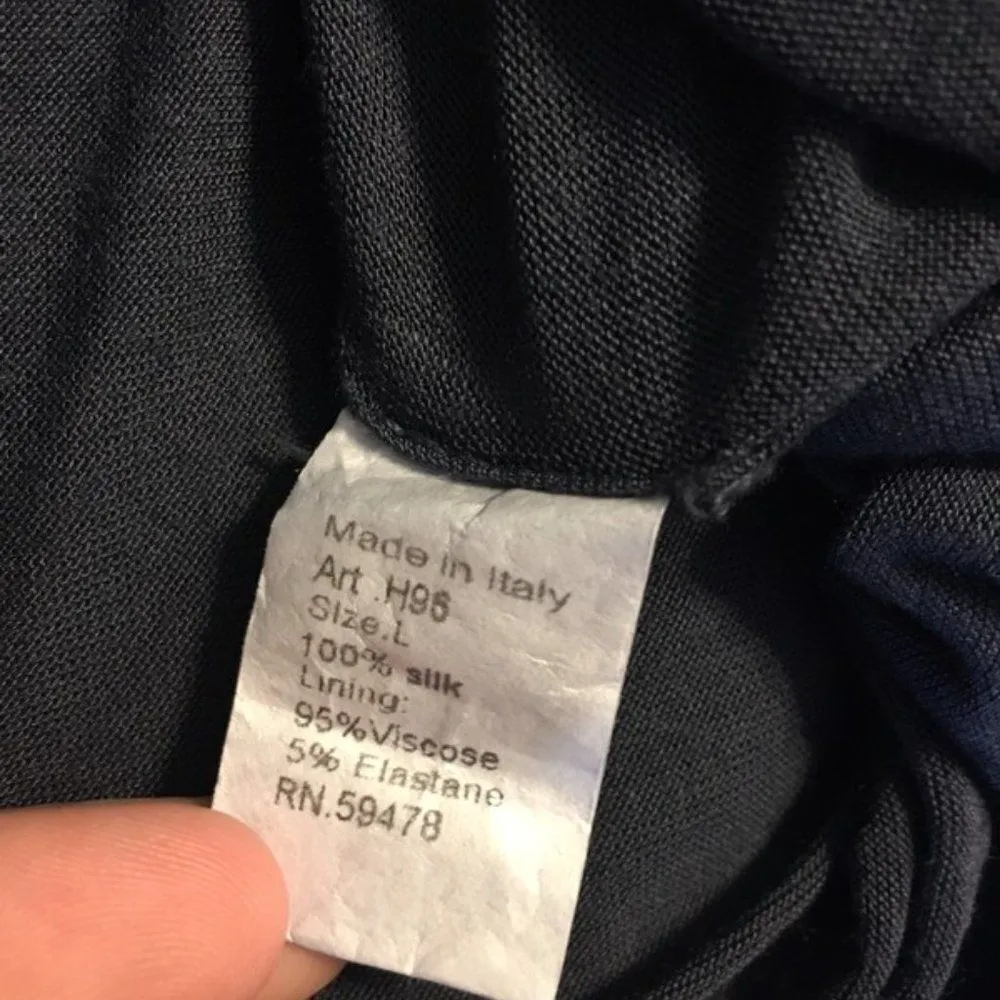 Made in Italy
Art .H96
Size.L
100% silk
Lining:
95%Viscose
5% Elastane
RN.59478